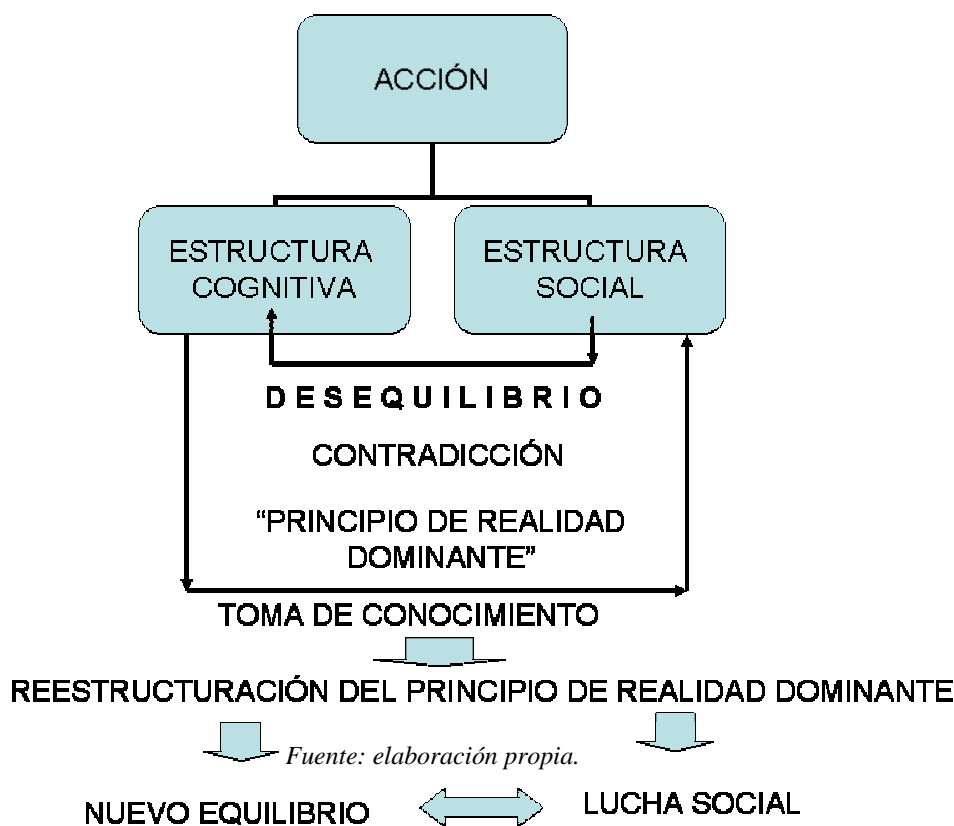 ACCIÓN
ESTRUCTURA
COGNITIVA
ESTRUCTURA
SOCIAL
D E S E Q U I L I B R I O
CONTRADICCIÓN
“PRINCIPIO DE REALIDAD
DOMINANTE”
TOMA DE CONOCIMIENTO
REESTRUCTURACIÓN DEL PRINCIPIO DE REALIDAD DOMINANTE
Fuente: elaboración propia.
NUEVO EQUILIBRIO
LUCHA SOCIAL